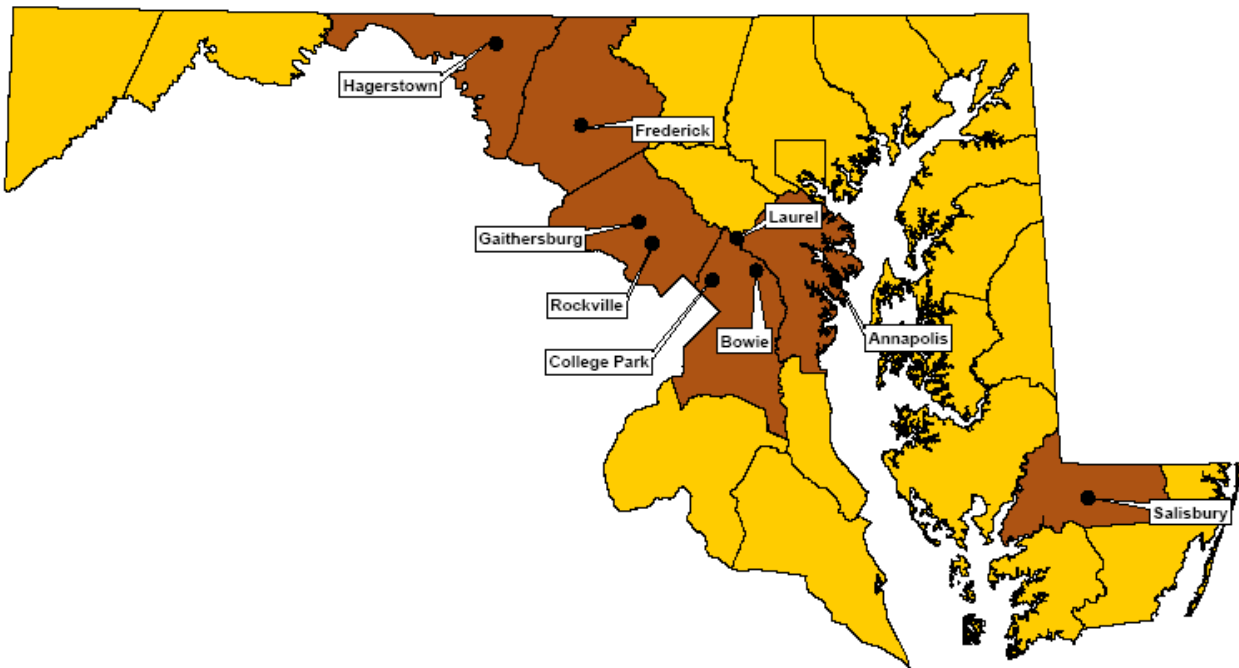 Hagerstown
Frederick
Laurel
Gaithersburg
Rockville
Bowie
Annapolis
College Park
Salisbury